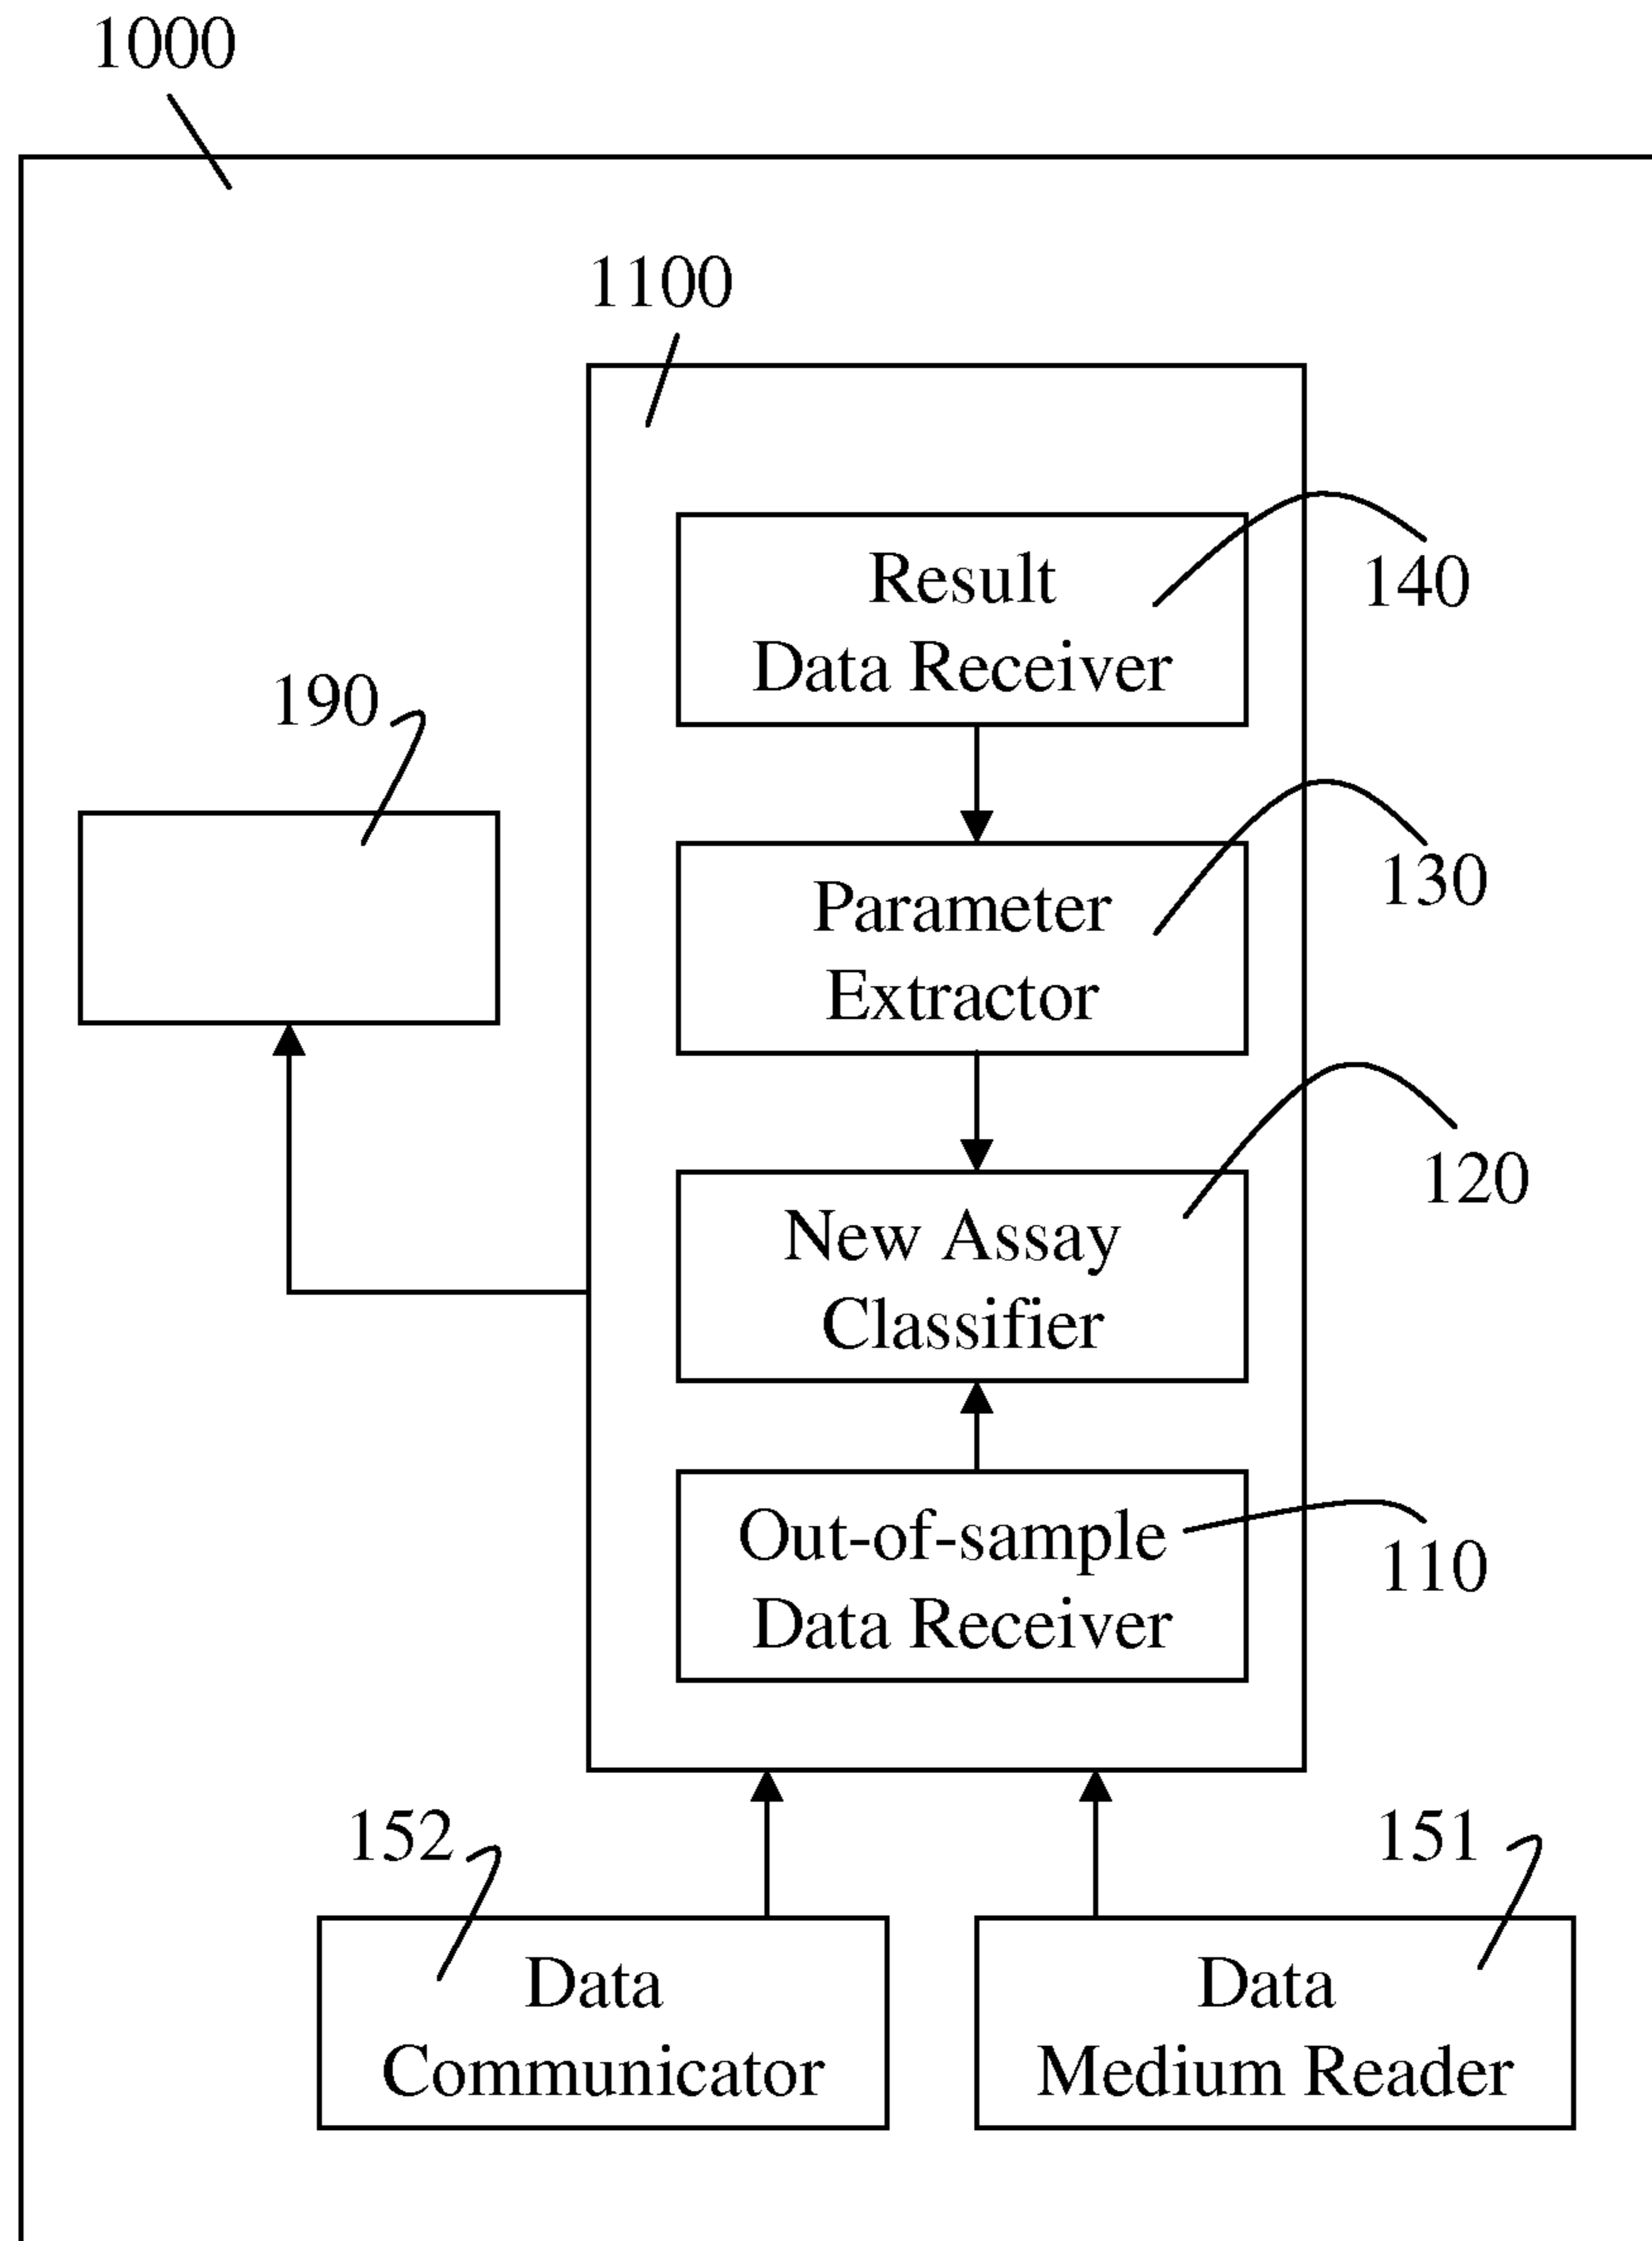 1000
1100
Result
Data Receiver
140
190
Parameter
Extractor
130
New Assay
Classifier
120
Out-of-sample
Data Receiver
110
152
151
Data
Communicator
Data
Medium Reader